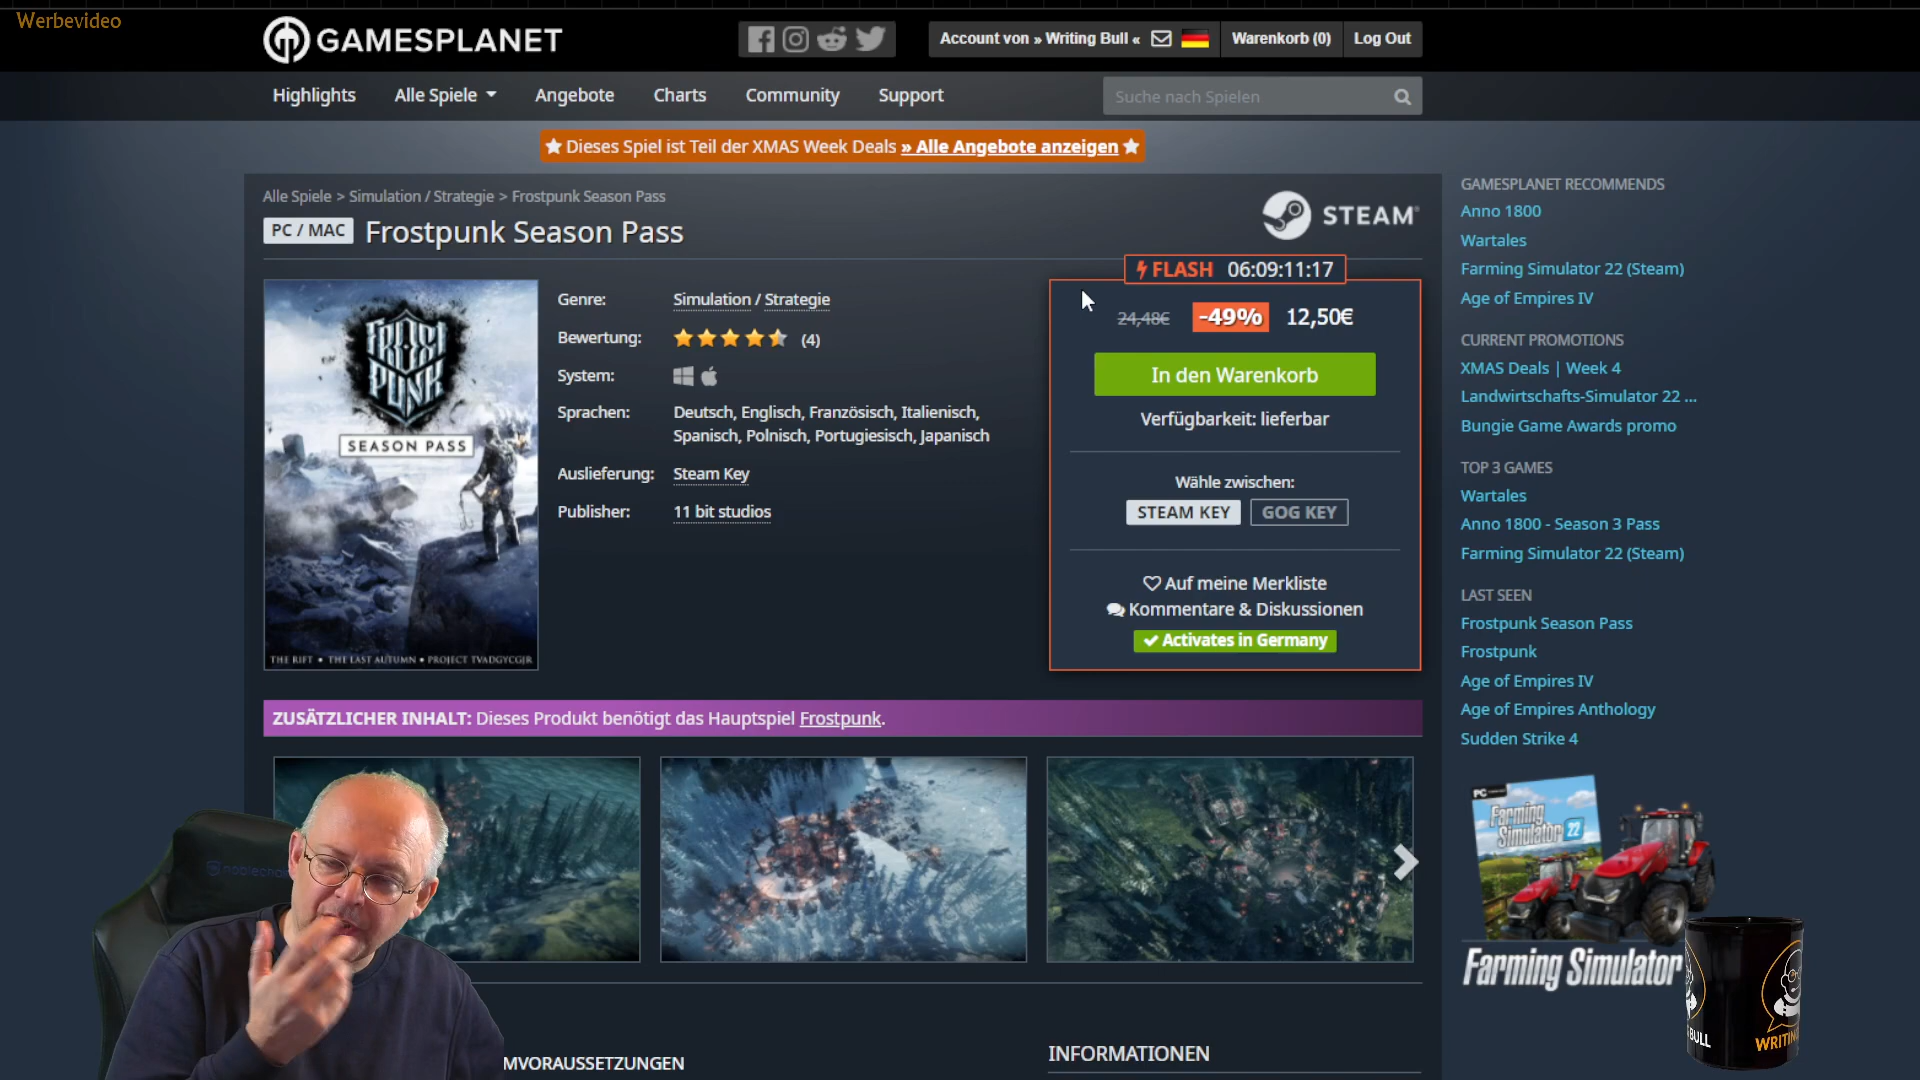 Werbevideo
GAMESPLANET
Account von » Writing Bull «
Warenkorb (0)
Log Out
Highlights
Alle Spiele
Angebote
Charts
Community
Support
Suche nach Spielen
Dieses Spiel ist Teil der XMAS Week Deals » Alle Angebote anzeigen
Alle Spiele > Simulation / Strategie > Frostpunk Season Pass
PC / MAC Frostpunk Season Pass
STEAM
FLASH 06:09:11:17
24,48€ -49% 12,50€
In den Warenkorb
Verfügbarkeit: lieferbar
Wähle zwischen:
STEAM KEY GOG KEY
Auf meine Merkliste
Kommentare & Diskussionen
Activates in Germany
FROST
PUNK
SEASON PASS
THE RIFT • THE LAST AUTUMN • PROJECT TVADGYCGJR
Genre: Simulation / Strategie
Bewertung: (4)
System:
Sprachen: Deutsch, Englisch, Französisch, Italienisch,
Spanisch, Polnisch, Portugiesisch, Japanisch
Auslieferung: Steam Key
Publisher: 11 bit studios
ZUSÄTZLICHER INHALT: Dieses Produkt benötigt das Hauptspiel Frostpunk.
MVORAUSSETZUNGEN
INFORMATIONEN
GAMESPLANET RECOMMENDS
Anno 1800
Wartales
Farming Simulator 22 (Steam)
Age of Empires IV
CURRENT PROMOTIONS
XMAS Deals | Week 4
Landwirtschafts-Simulator 22 ...
Bungie Game Awards promo
TOP 3 GAMES
Wartales
Anno 1800 - Season 3 Pass
Farming Simulator 22 (Steam)
LAST SEEN
Frostpunk Season Pass
Frostpunk
Age of Empires IV
Age of Empires Anthology
Sudden Strike 4
PC
Farming
Simulator 22
Farming Simulator
BULL
WRITIN